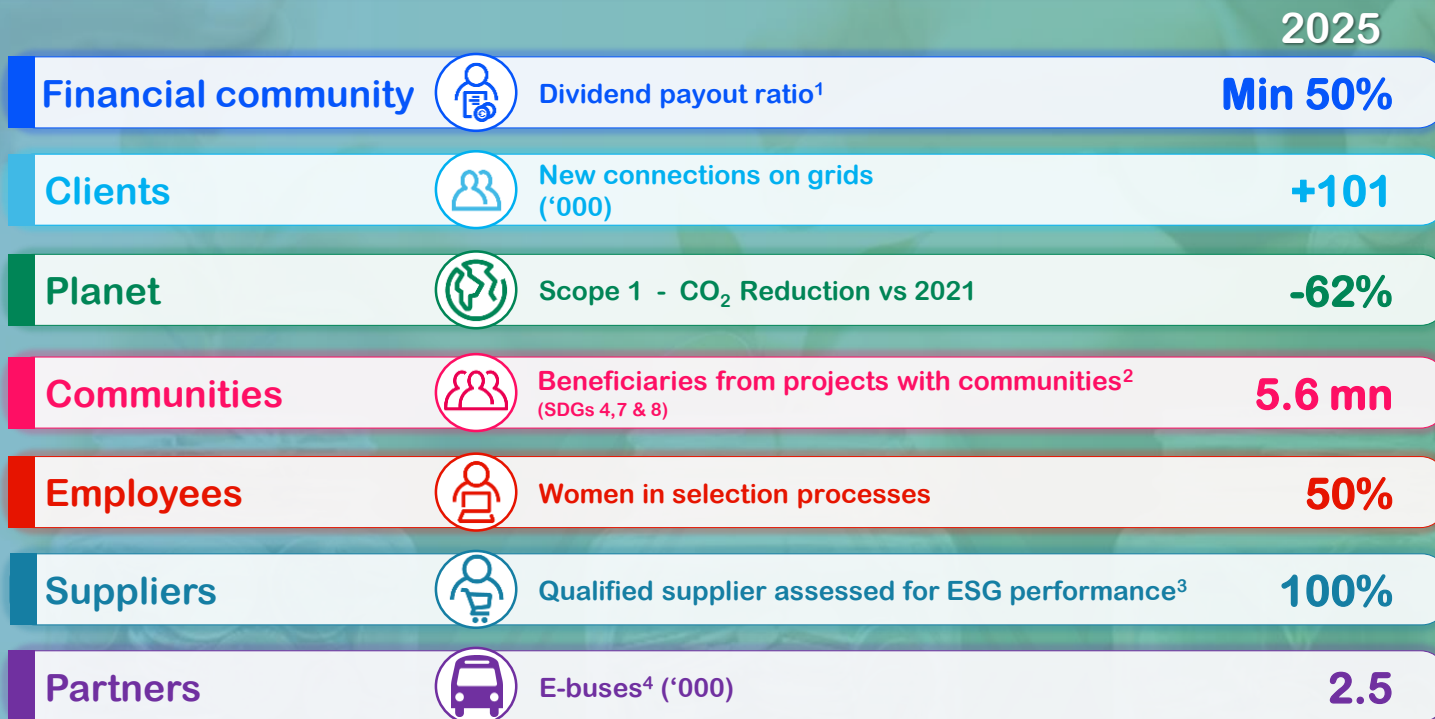 2025
Financial community Dividend payout ratio¹ Min 50%
Clients New connections on grids
(‘000) +101
Planet Scope 1 - CO₂ Reduction vs 2021 -62%
Communities Beneficiaries from projects with communities² 5.6 mn
(SDGs 4,7 & 8)
Employees Women in selection processes 50%
Suppliers Qualified supplier assessed for ESG performance³ 100%
Partners E-buses⁴ (‘000) 2.5